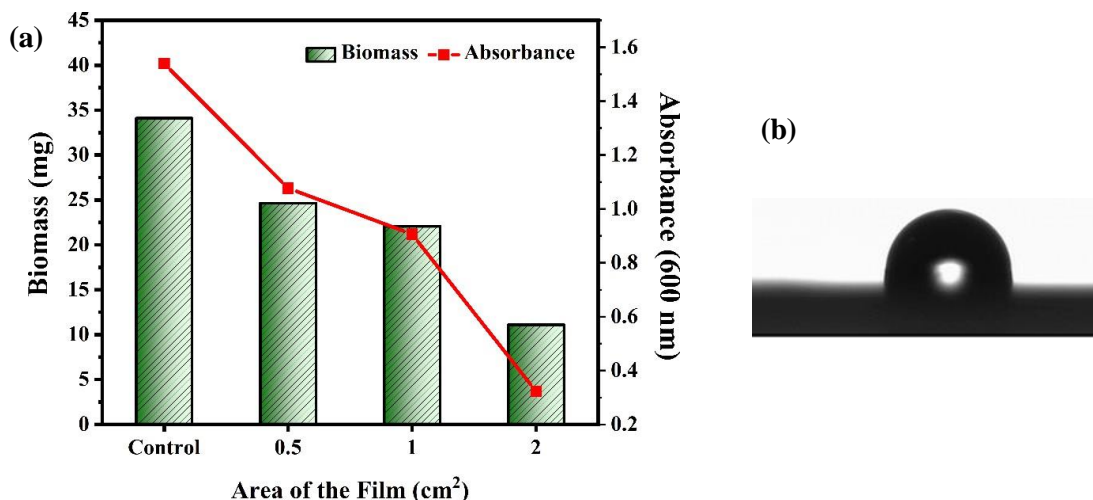 (a)
Biomass
Absorbance
Biomass (mg)
45
40
35
30
25
20
15
10
5
0
Absorbance (600 nm)
1.6
1.4
1.2
1.0
0.8
0.6
0.4
0.2
Control
0.5
1
2
Area of the Film (cm²)
(b)